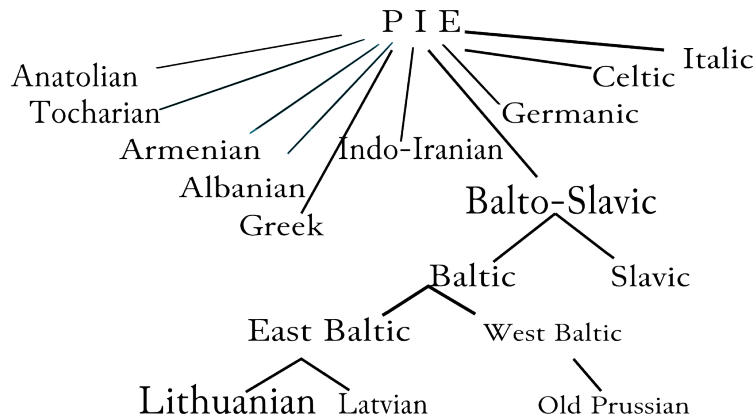 P I E
Italic
Anatolian
Celtic
Tocharian
Germanic
Armenian
Indo-Iranian
Albanian
Balto-Slavic
Greek
Baltic
Slavic
East Baltic
West Baltic
Lithuanian
Latvian
Old Prussian